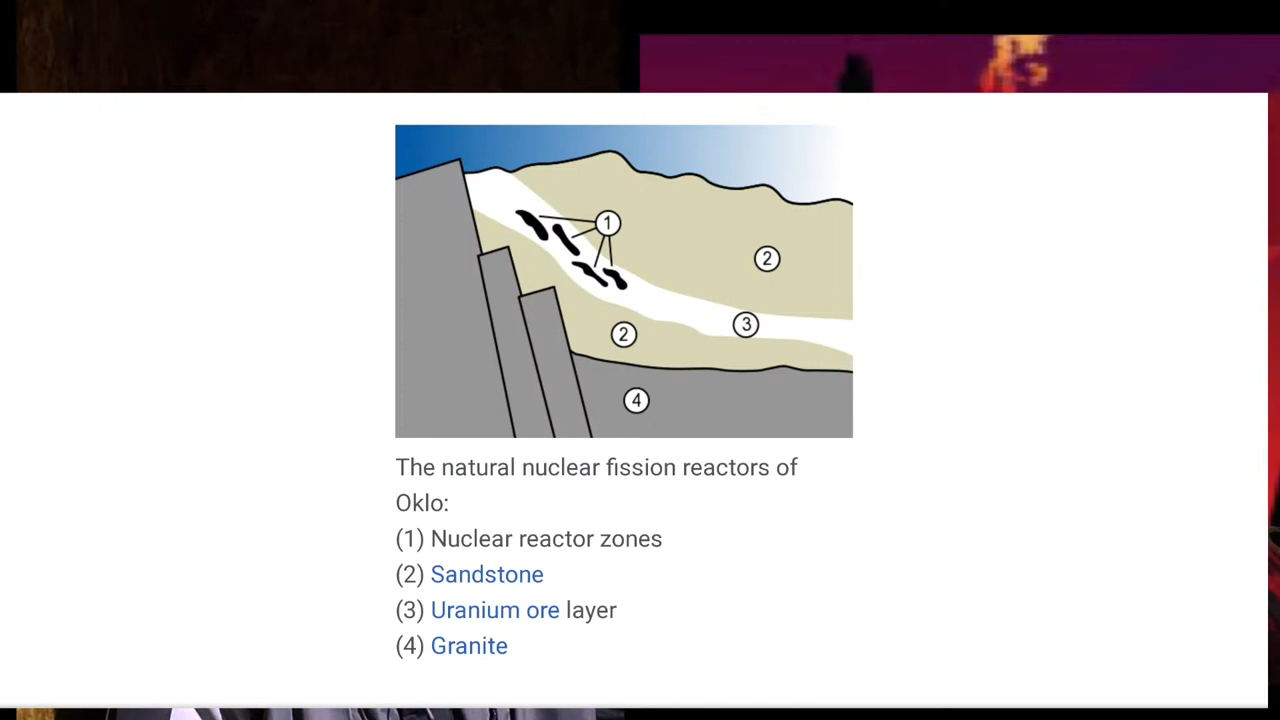 1
2
3
2
4
The natural nuclear fission reactors of
Oklo:
(1) Nuclear reactor zones
(2) Sandstone
(3) Uranium ore layer
(4) Granite